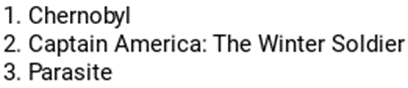 1. Chernobyl
2. Captain America: The Winter Soldier
3. Parasite